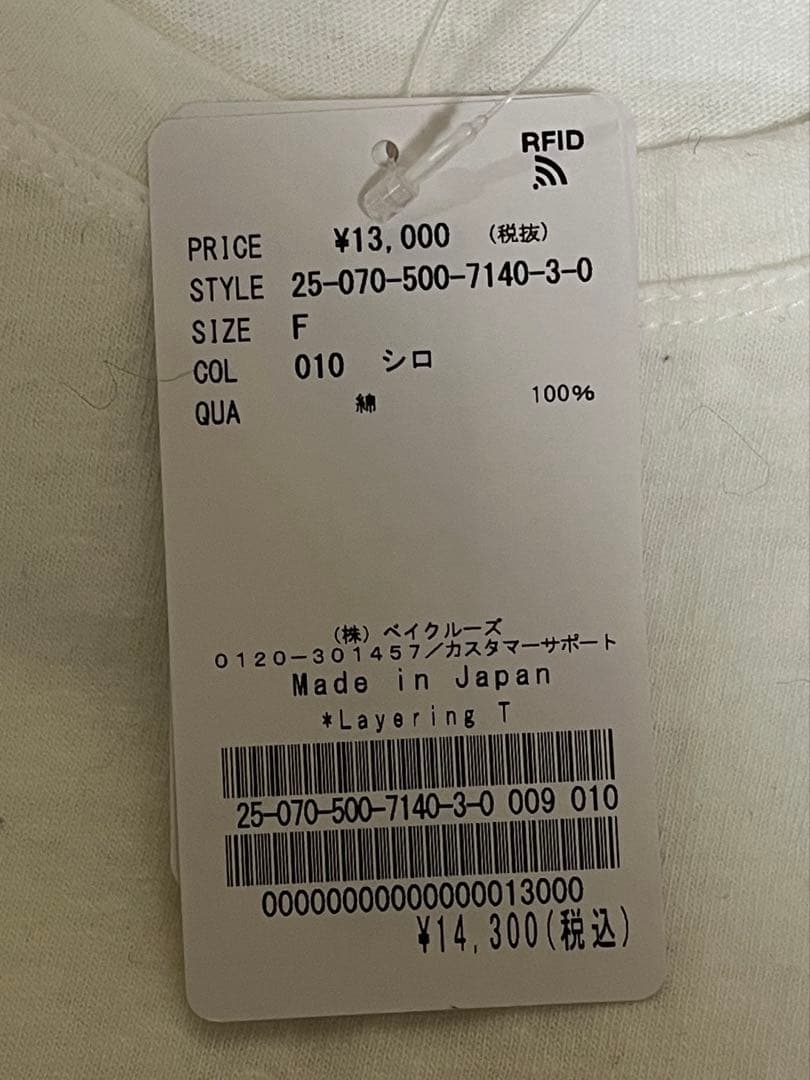 RFID
PRICE ¥13,000 (税抜)
STYLE 25-070-500-7140-3-0
SIZE F
COL 010 シロ
QUA 綿 100%
(株) ベイクルーズ
0120-301457/カスタマーサポート
Made in Japan
*Layering T
25-070-500-7140-3-0 009 010
00000000000000013000
¥14,300(税込)